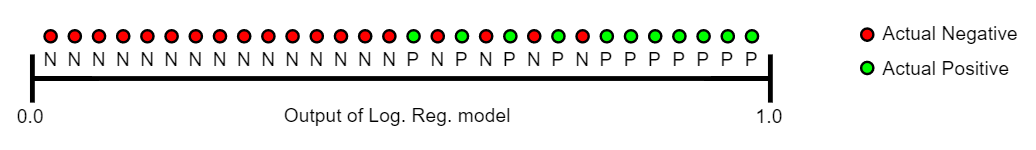 Actual Negative
N N N N N N N N N N N N N N N P N P N P N P N P P P P P P P
Actual Positive
0.0 Output of Log. Reg. model 1.0